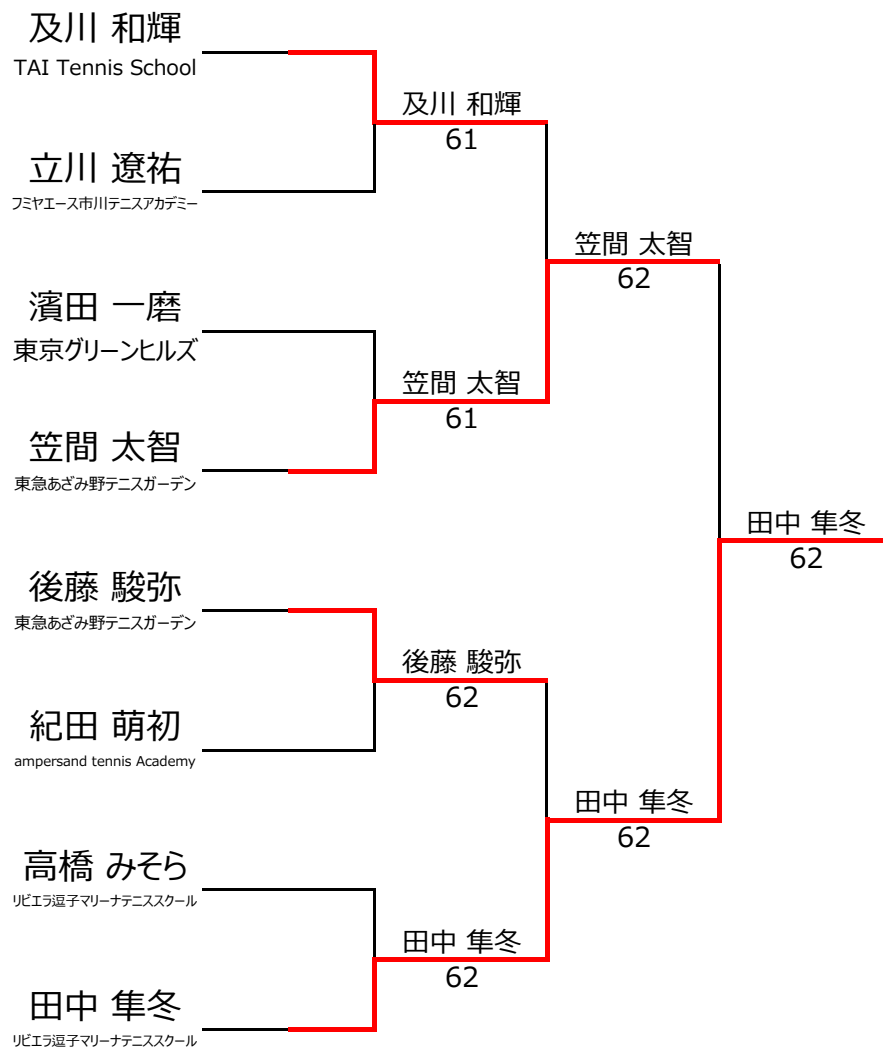 及川 和輝
TAI Tennis School
立川 遼祐
フミヤエース市川テニスアカデミー
濱田 一磨
東京グリーンヒルズ
笠間 太智
東急あざみ野テニスガーデン
後藤 駿弥
東急あざみ野テニスガーデン
紀田 萌初
ampersand tennis Academy
高橋 みそら
リビエラ逗子マリーナテニススクール
田中 隼冬
リビエラ逗子マリーナテニススクール
及川 和輝
61
笠間 太智
61
後藤 駿弥
62
田中 隼冬
62
笠間 太智
62
田中 隼冬
62
田中 隼冬
62